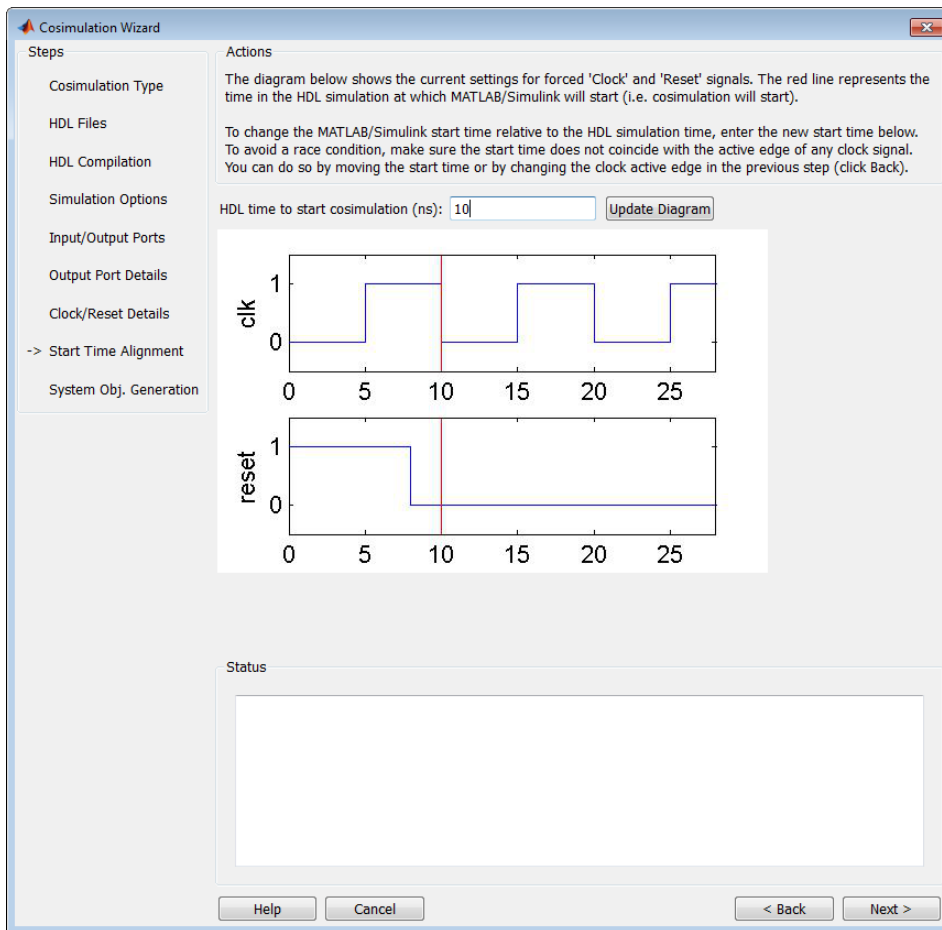 Cosimulation Wizard
Steps
Cosimulation Type
HDL Files
HDL Compilation
Simulation Options
Input/Output Ports
Output Port Details
Clock/Reset Details
-> Start Time Alignment
System Obj. Generation
Actions
The diagram below shows the current settings for forced 'Clock' and 'Reset' signals. The red line represents the
time in the HDL simulation at which MATLAB/Simulink will start (i.e. cosimulation will start).
To change the MATLAB/Simulink start time relative to the HDL simulation time, enter the new start time below.
To avoid a race condition, make sure the start time does not coincide with the active edge of any clock signal.
You can do so by moving the start time or by changing the clock active edge in the previous step (click Back).
HDL time to start cosimulation (ns): 10 Update Diagram
clk
1
0
0 5 10 15 20 25
reset
1
0
0 5 10 15 20 25
Status
Help Cancel < Back Next >